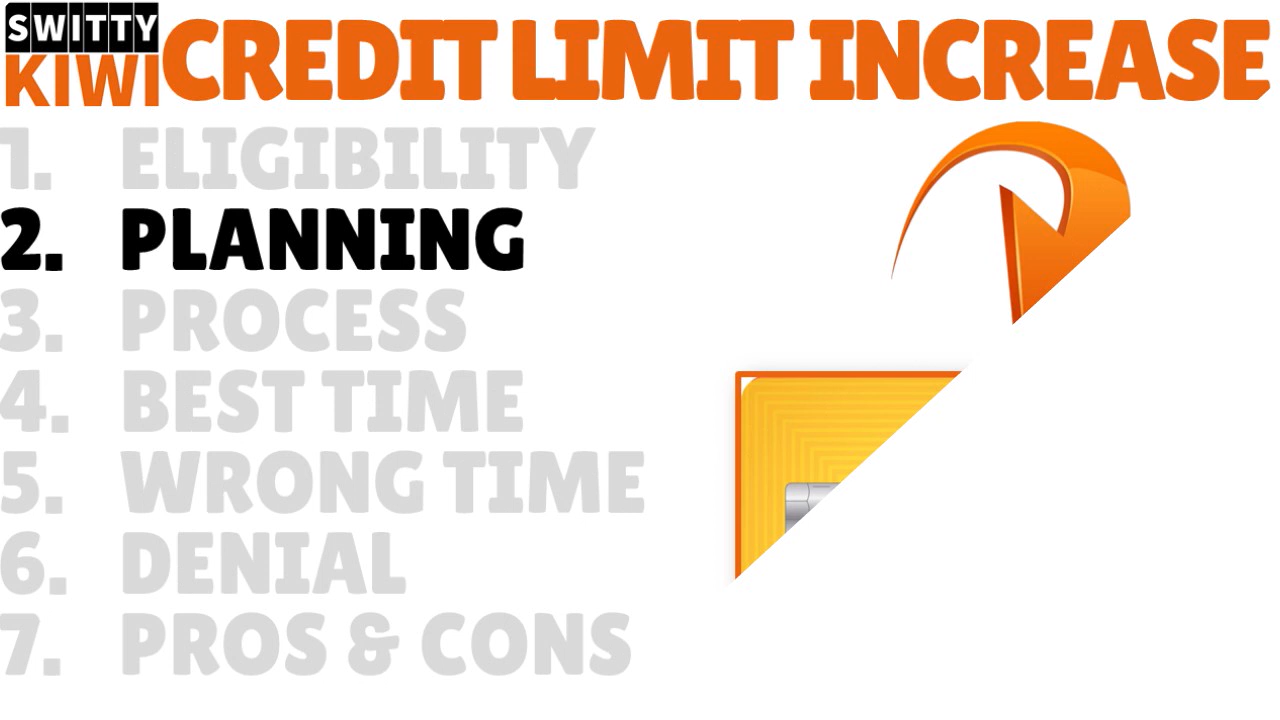 SWITTY
KIWI
CREDIT LIMIT INCREASE
1. ELIGIBILITY
2. PLANNING
3. PROCESS
4. BEST TIME
5. WRONG TIME
6. DENIAL
7. PROS & CONS